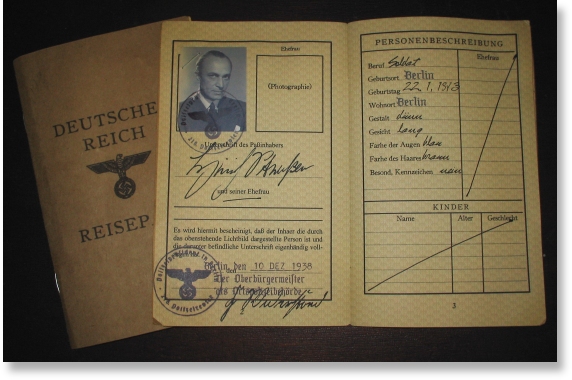 DEUTSCHE
REICH
REISEP
Ehefrau
(Photographie)
Unterschrift des Paßinhabers
und seiner Ehefrau
Es wird hiermit bescheinigt, daß der Inhaber die durch
das obenstehende Lichtbild dargestellte Person ist und
die darunter befindliche Unterschrift eigenhändig voll-
Berlin, den 10 DEZ 1938
Der Oberbürgermeister
als Ortspolizeibehörde
PERSONENBESCHREIBUNG
Ehefrau
Beruf Soldat
Geburtsort Berlin
Geburtstag 22.1.1913
Wohnort Berlin
Gestalt dünn
Gesicht lang
Farbe der Augen blau
Farbe des Haares braun
Besond. Kennzeichen
KINDER
Name Alter Geschlecht
3